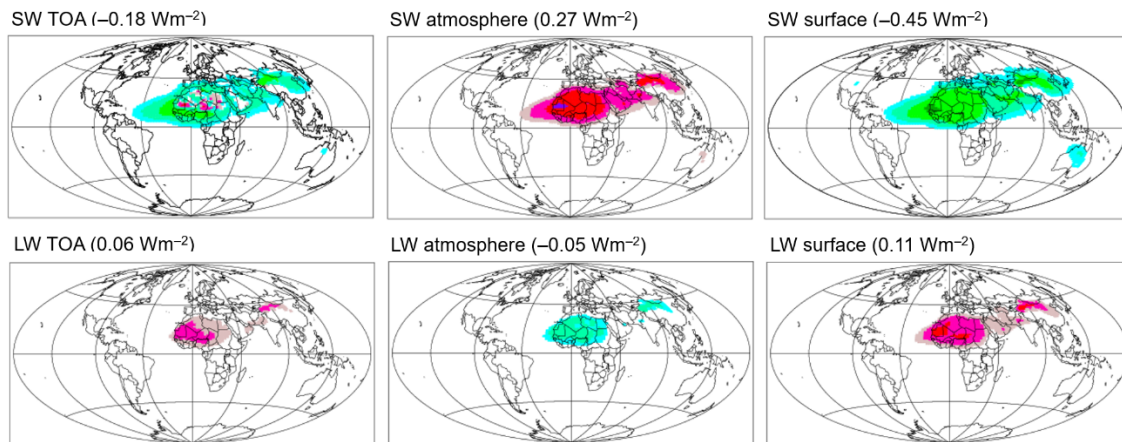 SW TOA (–0.18 Wm–2)
SW atmosphere (0.27 Wm–2)
SW surface (–0.45 Wm–2)
LW TOA (0.06 Wm–2)
LW atmosphere (–0.05 Wm–2)
LW surface (0.11 Wm–2)